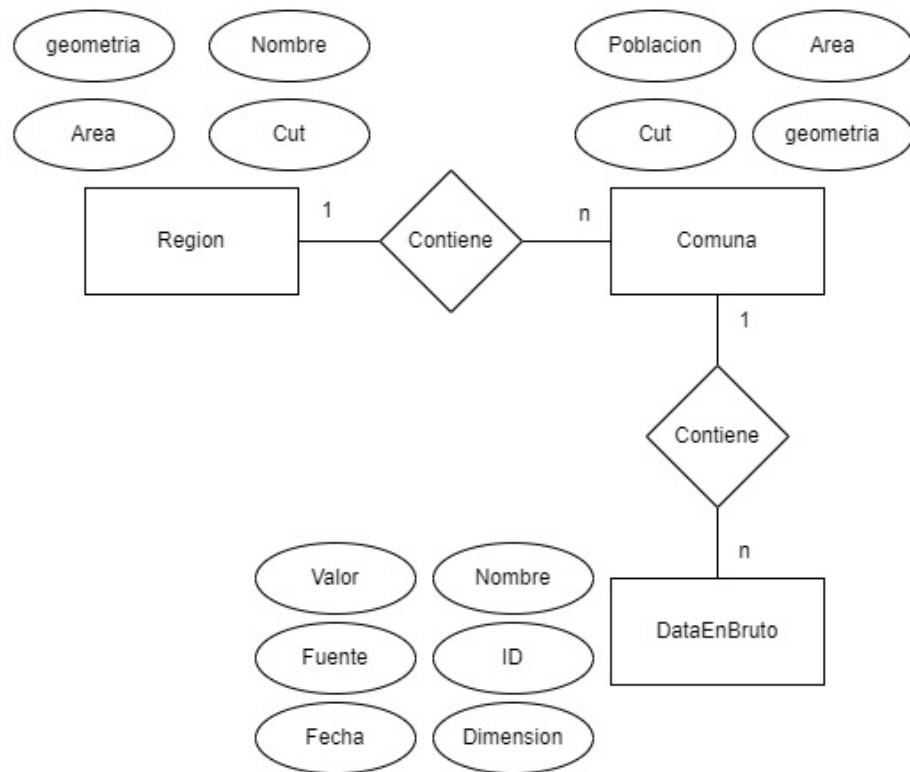 geometria
Nombre
Poblacion
Area
Area
Cut
Cut
geometria
Region
1
Contiene
n
Comuna
1
Contiene
n
Valor
Nombre
DataEnBruto
Fuente
ID
Fecha
Dimension